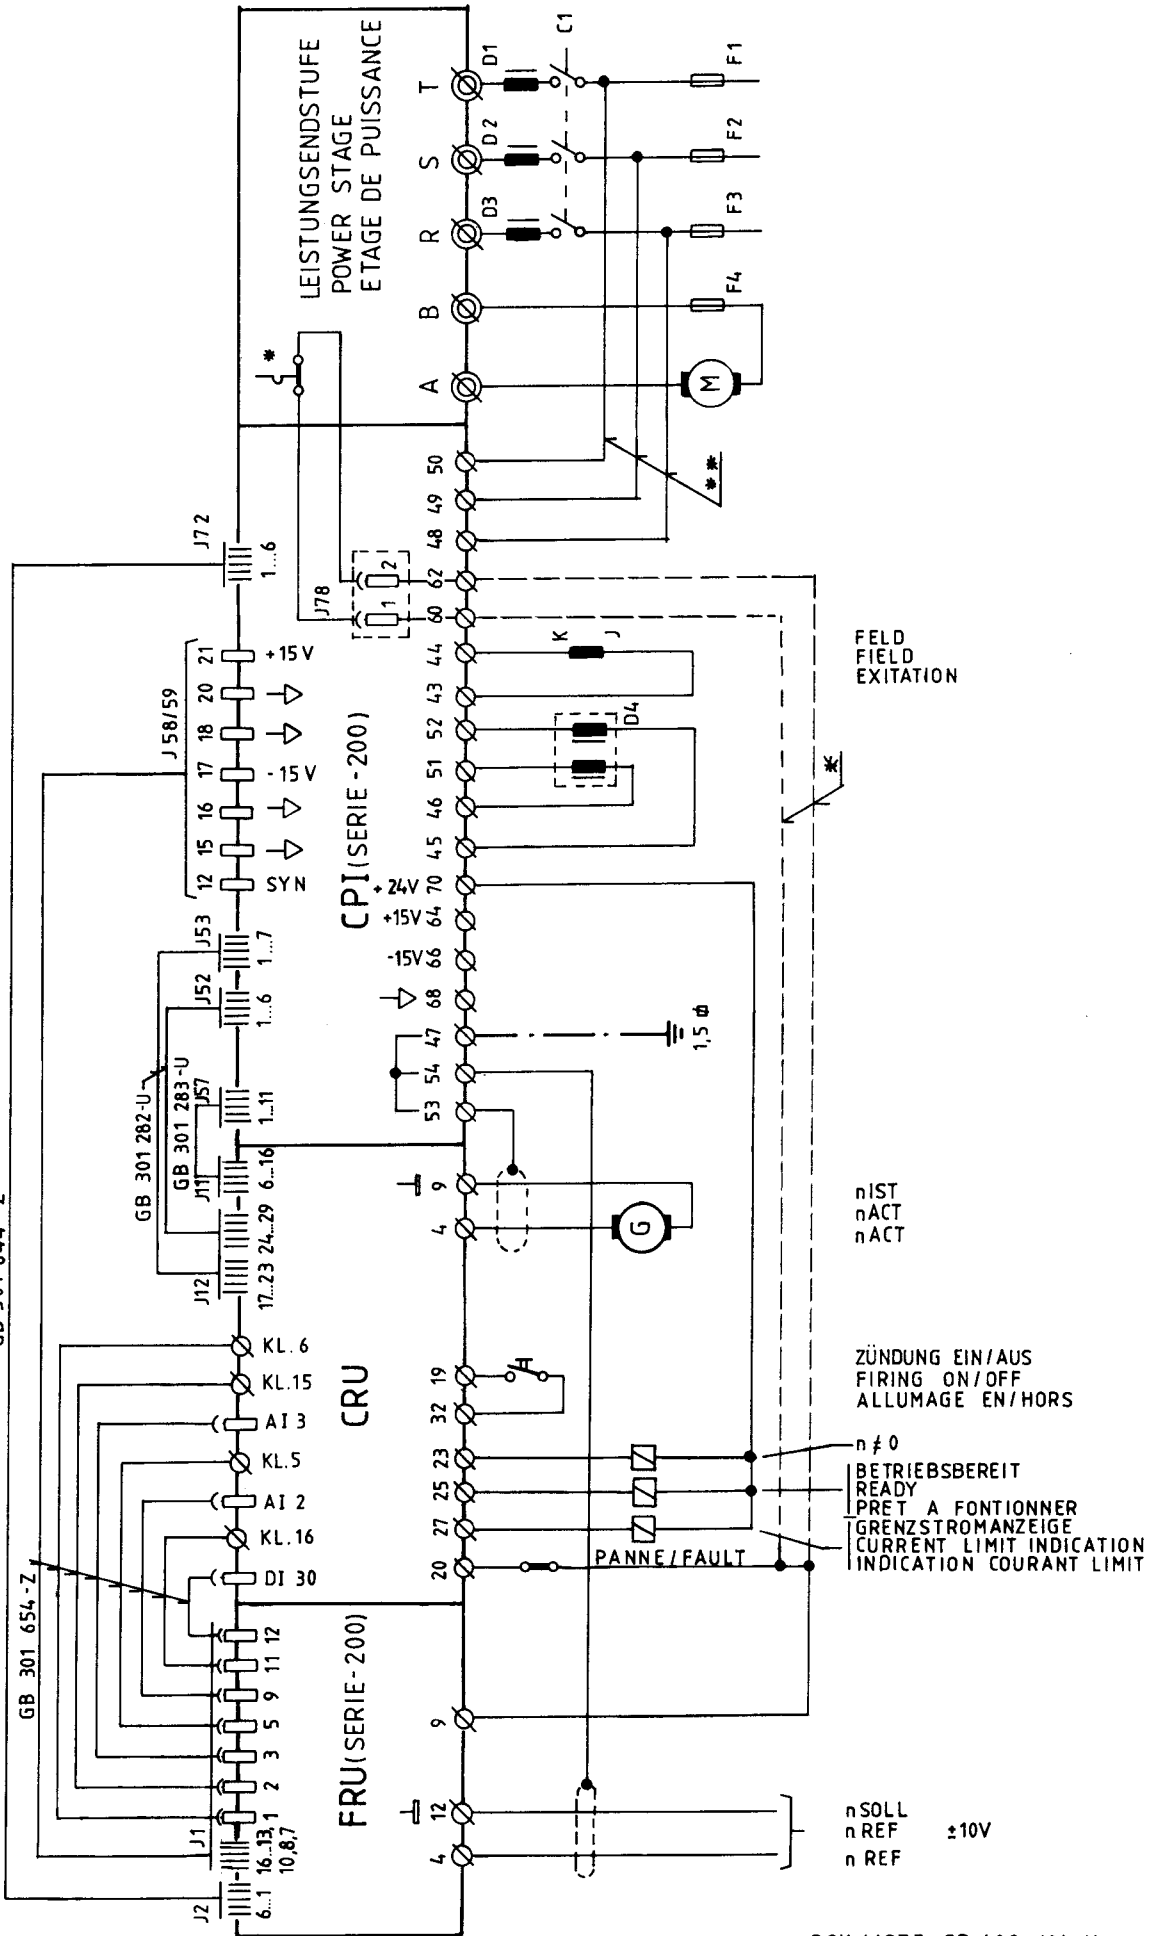 LEISTUNGSENDSTUFE
POWER STAGE
ETAGE DE PUISSANCE
T
S
R
B
A
D1
D2
D3
C1
F1
F2
F3
F4
M
*
**
J72
1...6
J78
1
2
50
49
48
62
60
44
43
52
51
46
45
+24V 70
+15V 64
-15V 66
68
47
54
53
K
J
D4
FELD
FIELD
EXITATION
*
J58/59
21
+15V
20
18
17
-15V
16
15
12
SYN
CPI(SERIE-200)
J53
1...7
J52
1...6
J57
1...11
GB 301 282-U
GB 301 283-U
J11
6...16
J12
17...23
24...29
1,5
9
4
G
nIST
nACT
nACT
KL.6
KL.15
AI 3
KL.5
AI 2
KL.16
DI 30
CRU
19
32
23
25
27
20
ZÜNDUNG EIN/AUS
FIRING ON/OFF
ALLUMAGE EN/HORS
n≠0
BETRIEBSBEREIT
READY
PRET A FONTIONNER
GRENZSTROMANZEIGE
CURRENT LIMIT INDICATION
INDICATION COURANT LIMIT
PANNE/FAULT
GB 301 654-Z
12
11
9
5
3
2
1
J1
16...13,
10,8,7
J2
6...1
FRU(SERIE-200)
9
12
4
nSOLL
nREF ±10V
n REF